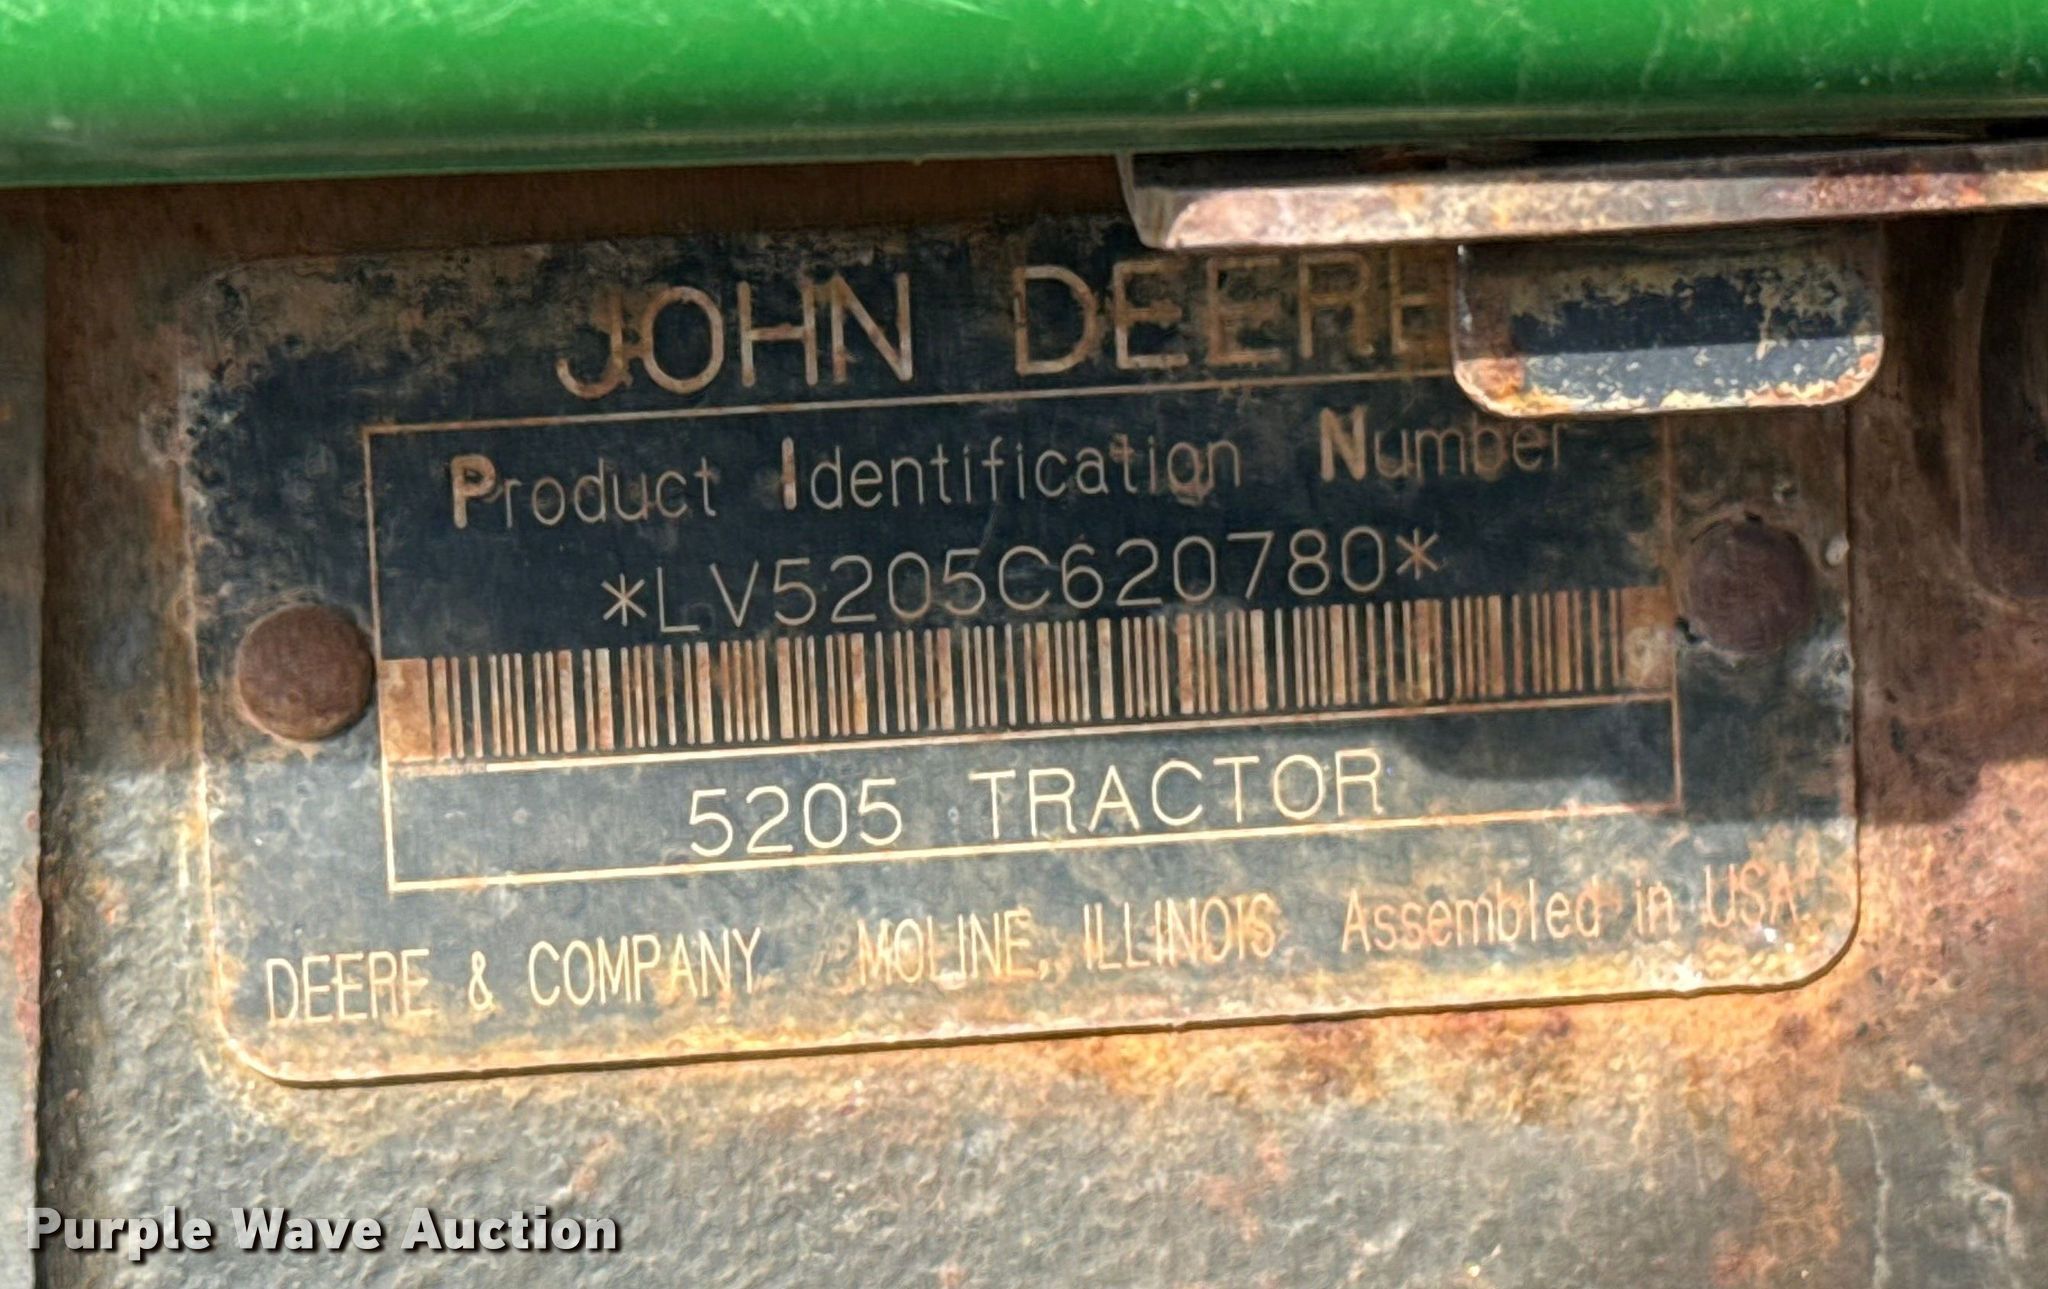 JOHN DEERE
Product Identification Number
*LV5205C620780*
5205 TRACTOR
DEERE & COMPANY MOLINE, ILLINOIS Assembled in USA
Purple Wave Auction